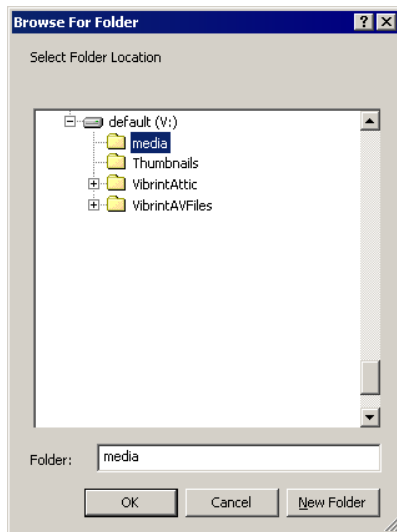 Browse For Folder
Select Folder Location
default (V:)
media
Thumbnails
VibrintAttic
VibrintAVFiles
Folder: media
OK Cancel New Folder